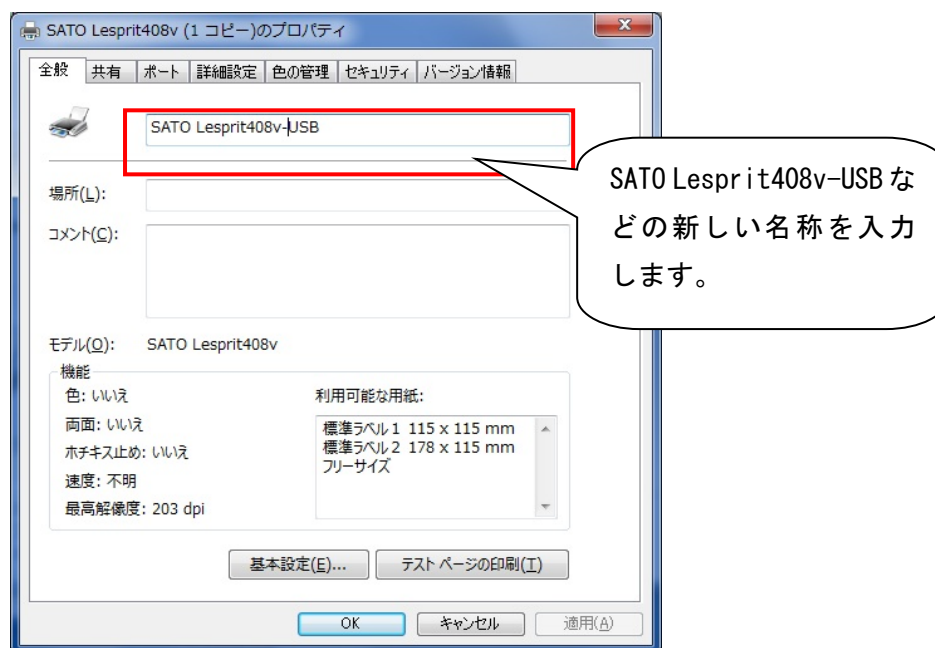 SATO Lesprit408v (1 コピー)のプロパティ
全般 共有 ポート 詳細設定 色の管理 セキュリティ バージョン情報
SATO Lesprit408v-USB
SATO Lesprit408v-USBな
どの新しい名称を入力
します。
場所(L):
コメント(C):
モデル(O): SATO Lesprit408v
機能
色: いいえ
両面: いいえ
ホチキス止め: いいえ
速度: 不明
最高解像度: 203 dpi
利用可能な用紙:
標準ラベル1 115 x 115 mm
標準ラベル2 178 x 115 mm
フリーサイズ
基本設定(E)... テスト ページの印刷(T)
OK キャンセル 適用(A)